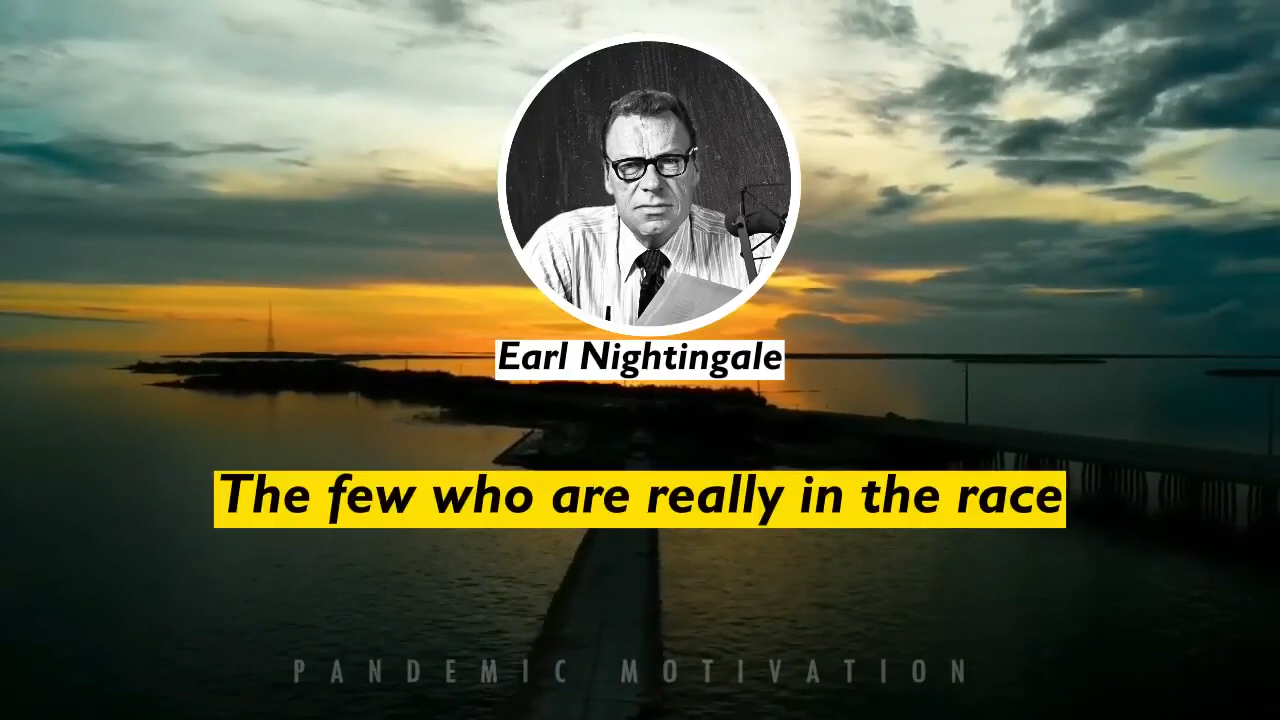 Earl Nightingale
The few who are really in the race
PANDEMIC MOTIVATION